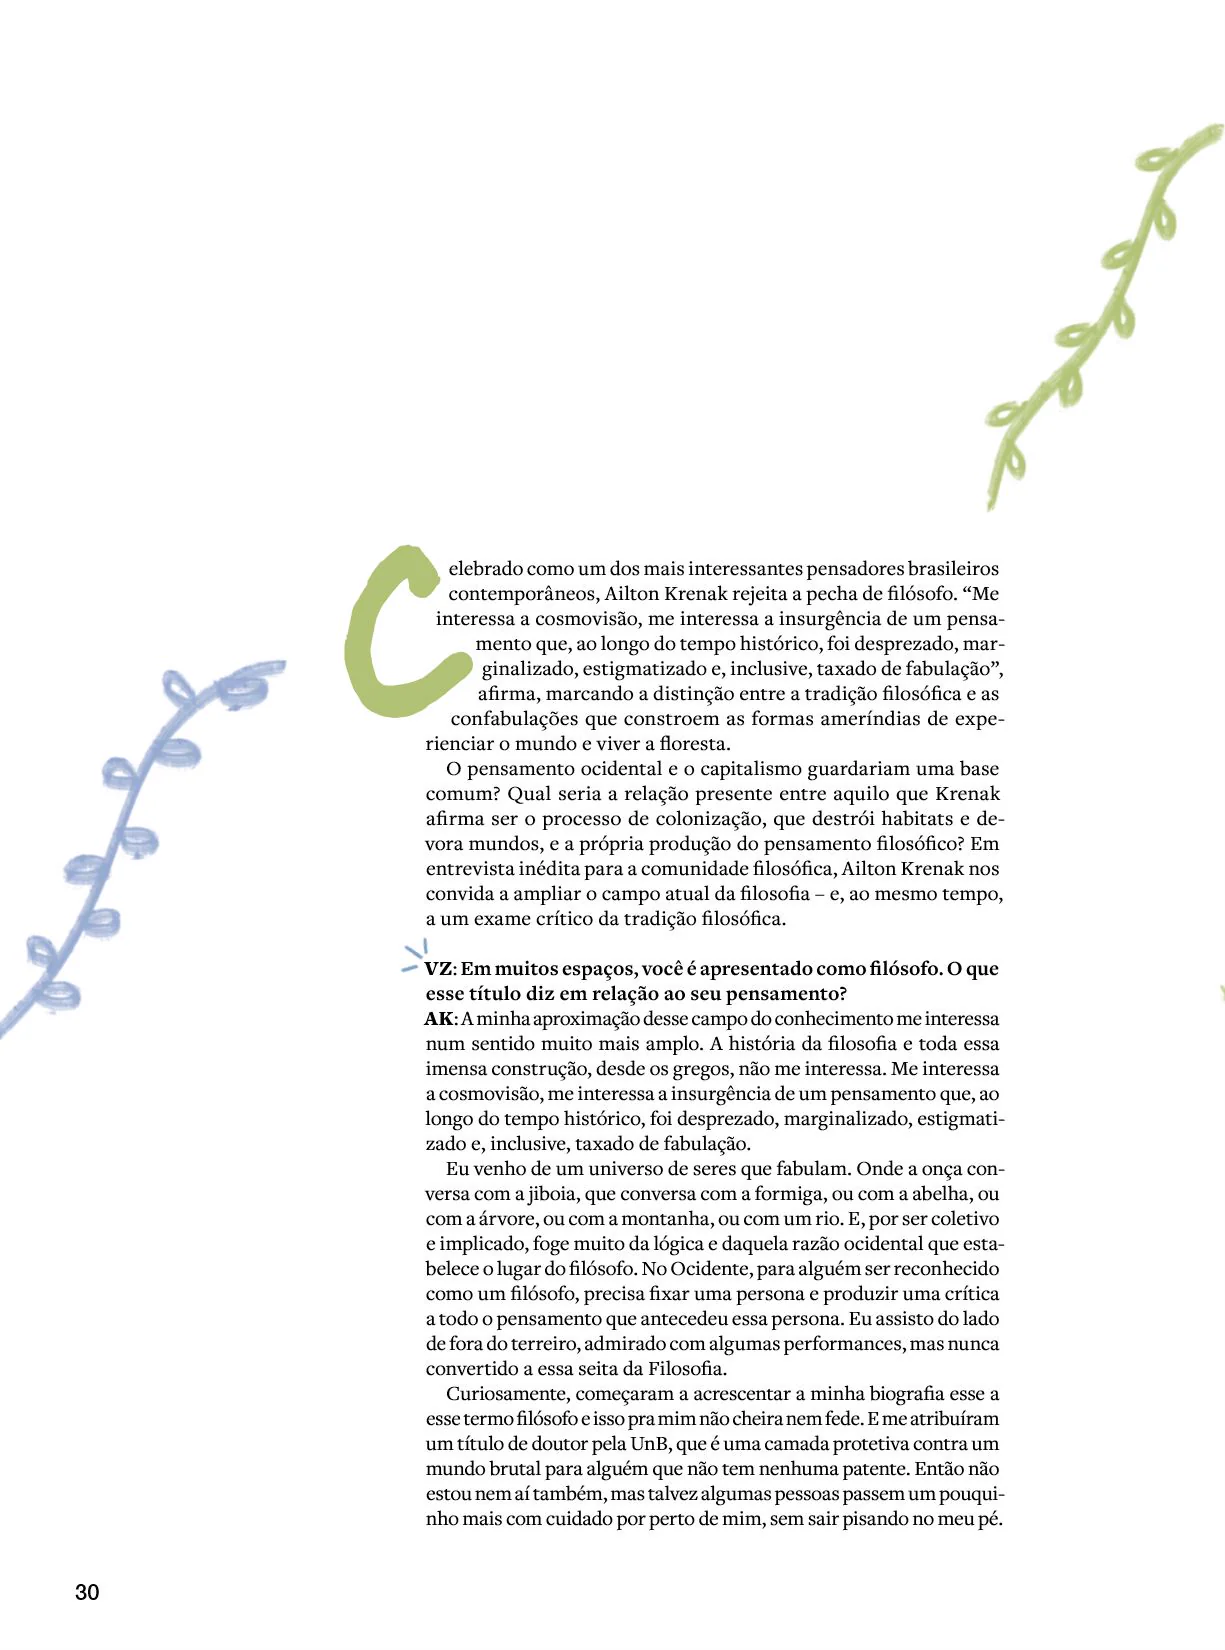 Celebrado como um dos mais interessantes pensadores brasileiros
contemporâneos, Ailton Krenak rejeita a pecha de filósofo. “Me
interessa a cosmovisão, me interessa a insurgência de um pensa-
mento que, ao longo do tempo histórico, foi desprezado, mar-
ginalizado, estigmatizado e, inclusive, taxado de fabulação”,
afirma, marcando a distinção entre a tradição filosófica e as
confabulações que constroem as formas ameríndias de expe-
rienciar o mundo e viver a floresta.
O pensamento ocidental e o capitalismo guardariam uma base
comum? Qual seria a relação presente entre aquilo que Krenak
afirma ser o processo de colonização, que destrói habitats e de-
vora mundos, e a própria produção do pensamento filosófico? Em
entrevista inédita para a comunidade filosófica, Ailton Krenak nos
convida a ampliar o campo atual da filosofia – e, ao mesmo tempo,
a um exame crítico da tradição filosófica.
VZ: Em muitos espaços, você é apresentado como filósofo. O que
esse título diz em relação ao seu pensamento?
AK: A minha aproximação desse campo do conhecimento me interessa
num sentido muito mais amplo. A história da filosofia e toda essa
imensa construção, desde os gregos, não me interessa. Me interessa
a cosmovisão, me interessa a insurgência de um pensamento que, ao
longo do tempo histórico, foi desprezado, marginalizado, estigmati-
zado e, inclusive, taxado de fabulação.
Eu venho de um universo de seres que fabulam. Onde a onça con-
versa com a jiboia, que conversa com a formiga, ou com a abelha, ou
com a árvore, ou com a montanha, ou com um rio. E, por ser coletivo
e implicado, foge muito da lógica e daquela razão ocidental que esta-
belece o lugar do filósofo. No Ocidente, para alguém ser reconhecido
como um filósofo, precisa fixar uma persona e produzir uma crítica
a todo o pensamento que antecedeu essa persona. Eu assisto do lado
de fora do terreiro, admirado com algumas performances, mas nunca
convertido a essa seita da Filosofia.
Curiosamente, começaram a acrescentar a minha biografia esse a
esse termo filósofo e isso pra mim não cheira nem fede. E me atribuíram
um título de doutor pela UnB, que é uma camada protetiva contra um
mundo brutal para alguém que não tem nenhuma patente. Então não
estou nem aí também, mas talvez algumas pessoas passem um pouqui-
nho mais com cuidado por perto de mim, sem sair pisando no meu pé.
30